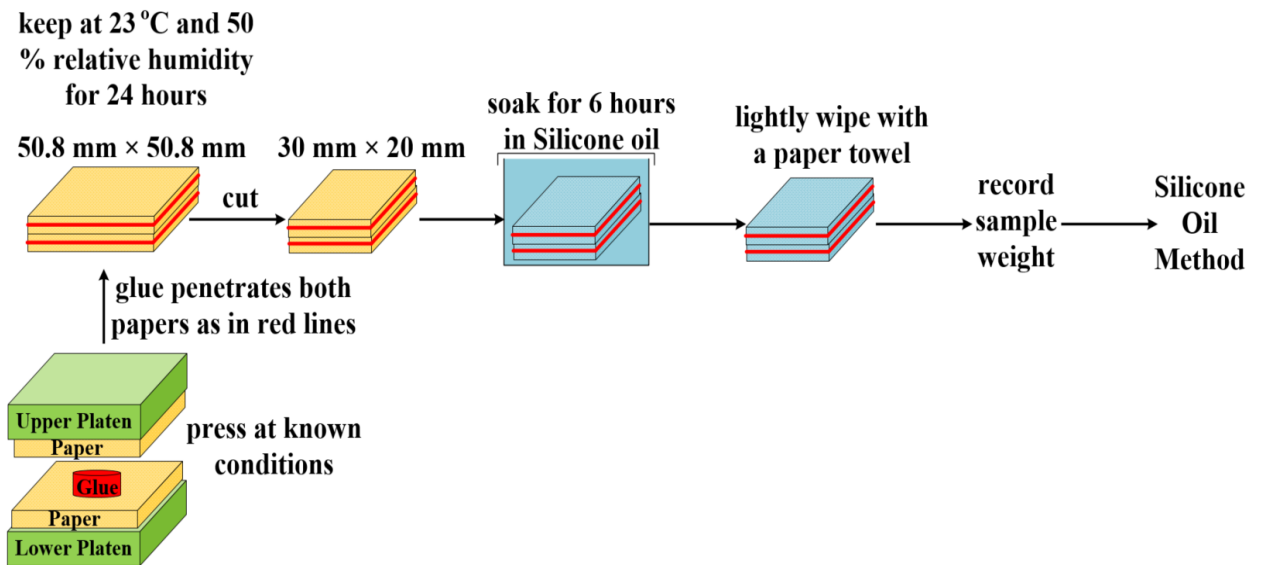 keep at 23 °C and 50
% relative humidity
for 24 hours
50.8 mm × 50.8 mm
cut
30 mm × 20 mm
soak for 6 hours
in Silicone oil
lightly wipe with
a paper towel
record
sample
weight
Silicone
Oil
Method
glue penetrates both
papers as in red lines
Upper Platen
Paper
press at known
conditions
Glue
Paper
Lower Platen